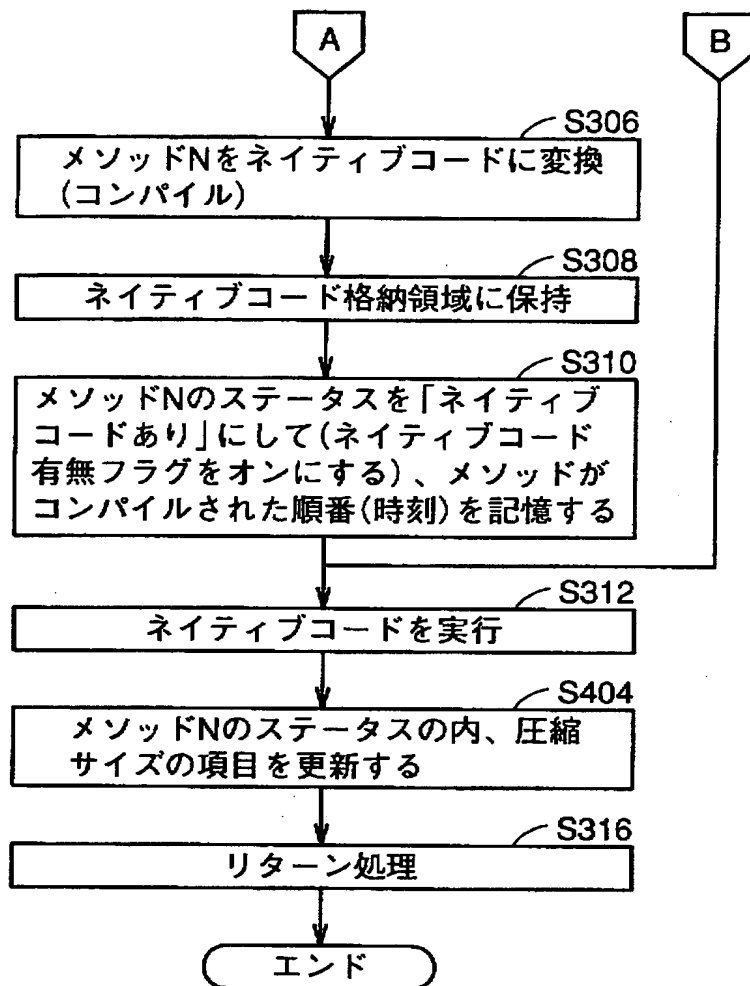 A
B
S306
メソッドNをネイティブコードに変換
(コンパイル)
S308
ネイティブコード格納領域に保持
S310
メソッドNのステータスを「ネイティブ
コードあり」にして(ネイティブコード
有無フラグをオンにする)、メソッドが
コンパイルされた順番(時刻)を記憶する
S312
ネイティブコードを実行
S404
メソッドNのステータスの内、圧縮
サイズの項目を更新する
S316
リターン処理
エンド